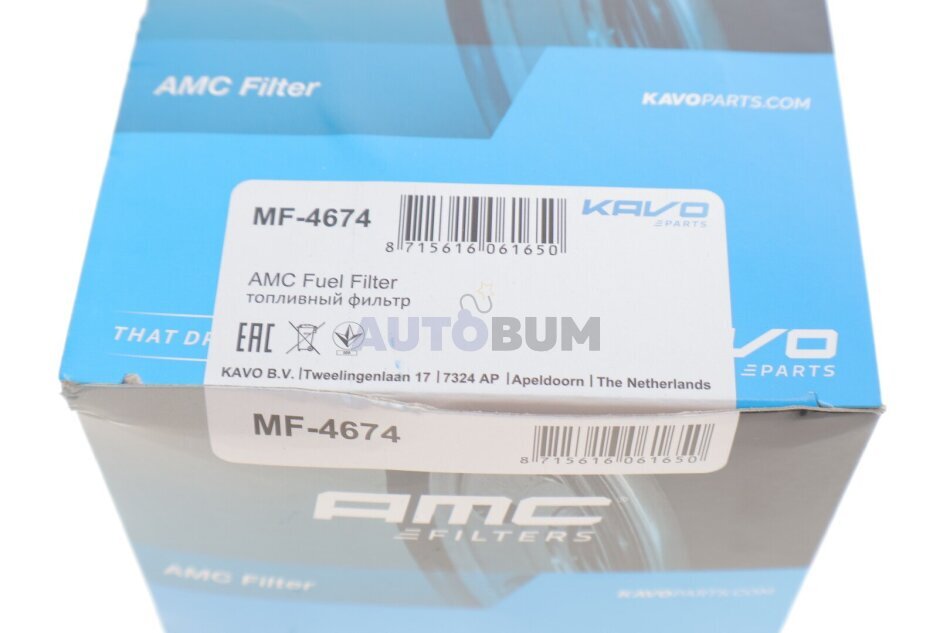 AMC Filter
KAVOPARTS.COM
MF-4674
8 715616 061650
KAVO
PARTS
AMC Fuel Filter
топливный фильтр
EAC
AUTOBUM
THAT DR
VO
PARTS
KAVO B.V. | Tweelingenlaan 17 | 7324 AP | Apeldoorn | The Netherlands
MF-4674
8 715616 061650
AMC
FILTERS
AMC Filter
KAVOPARTS.COM